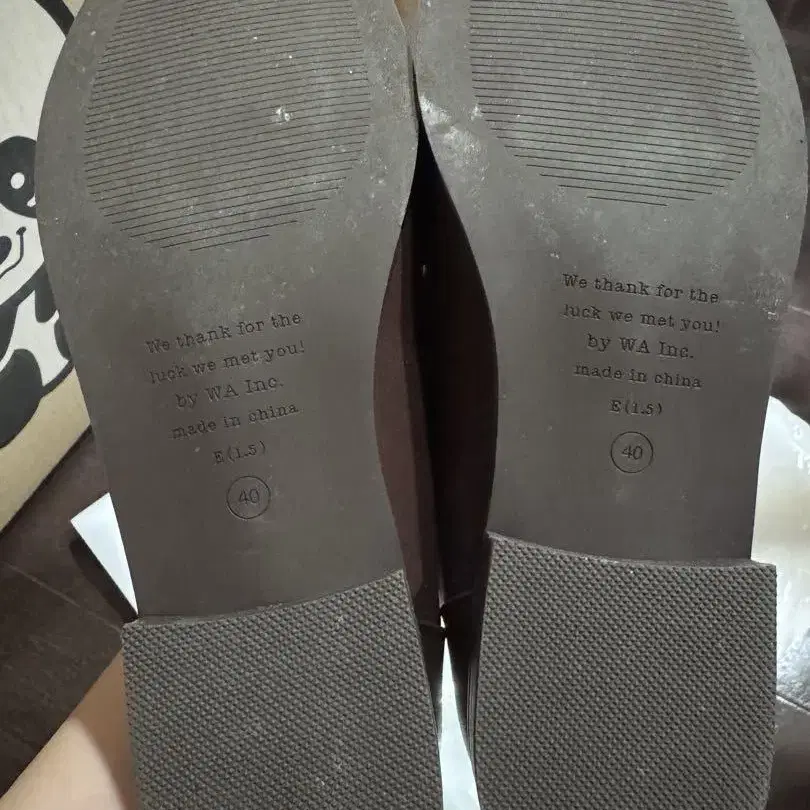 We thank for the
luck we met you!
by WA Inc.
made in china
E(1.5)
40
We thank for the
luck we met you!
by WA Inc.
made in china
E(1.5)
40